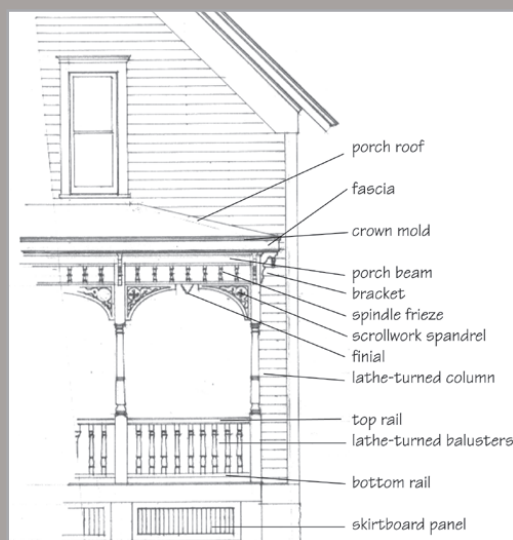 porch roof
fascia
crown mold
porch beam
bracket
spindle frieze
scrollwork spandrel
finial
lathe-turned column
top rail
lathe-turned balusters
bottom rail
skirtboard panel